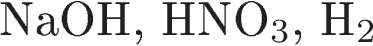 NaOH, HNO₃, H₂